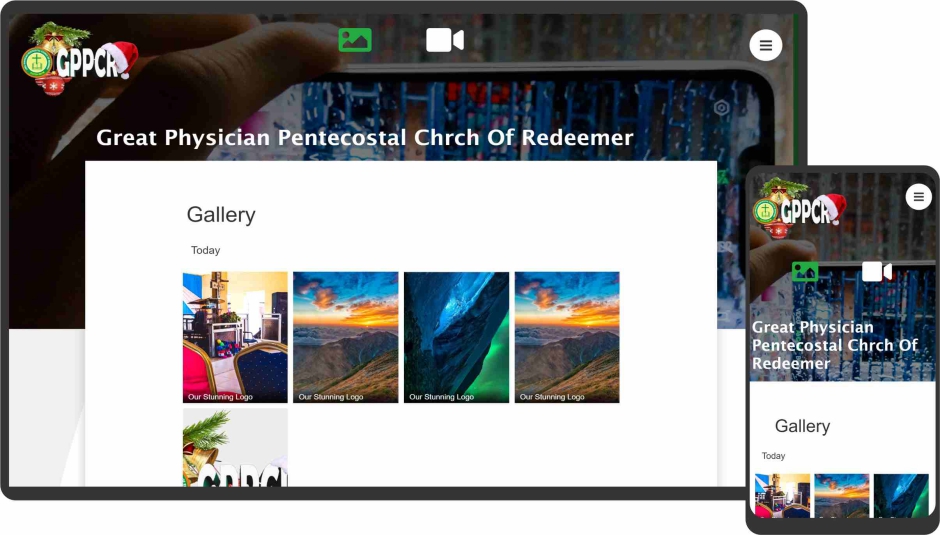 GPPCR
Great Physician Pentecostal Chrch Of Redeemer
Gallery
Today
Our Stunning Logo
Our Stunning Logo
Our Stunning Logo
Our Stunning Logo
GPPCR
Great Physician
Pentecostal Chrch Of
Redeemer
Gallery
Today